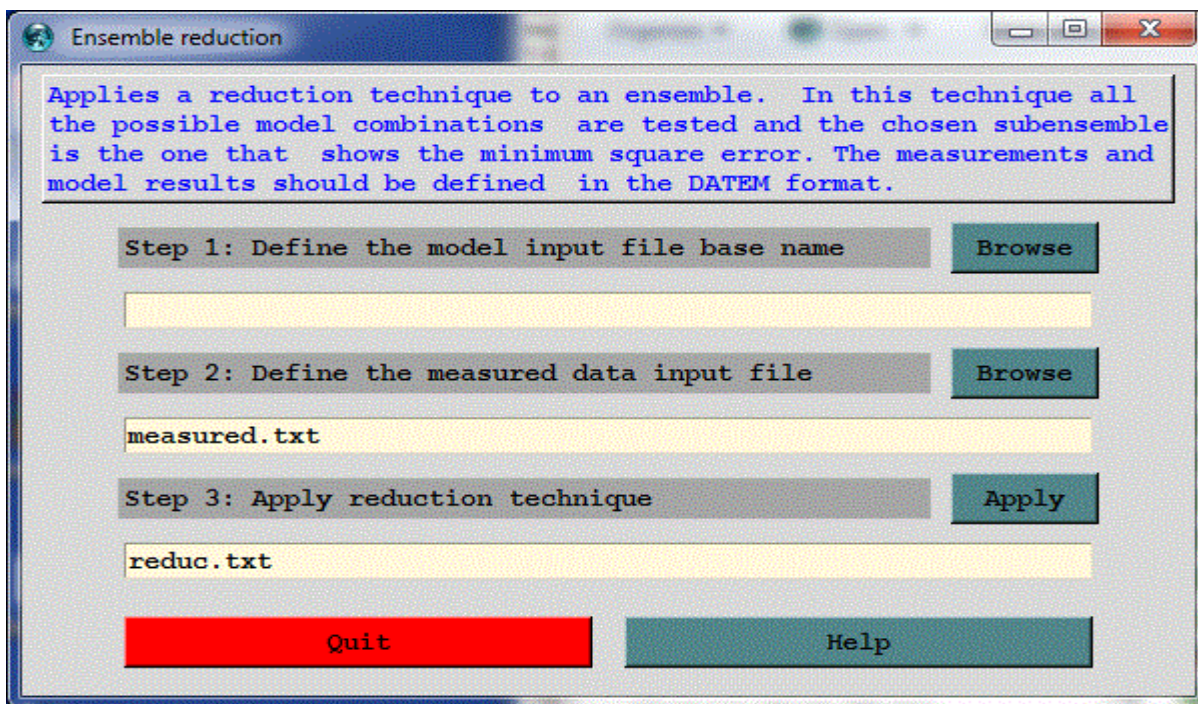 Ensemble reduction
Applies a reduction technique to an ensemble.  In this technique all
the possible model combinations  are tested and the chosen subensemble
is the one that  shows the minimum square error. The measurements and
model results should be defined  in the DATEM format.
Step 1: Define the model input file base name
Browse
Step 2: Define the measured data input file
Browse
measured.txt
Step 3: Apply reduction technique
Apply
reduc.txt
Quit
Help